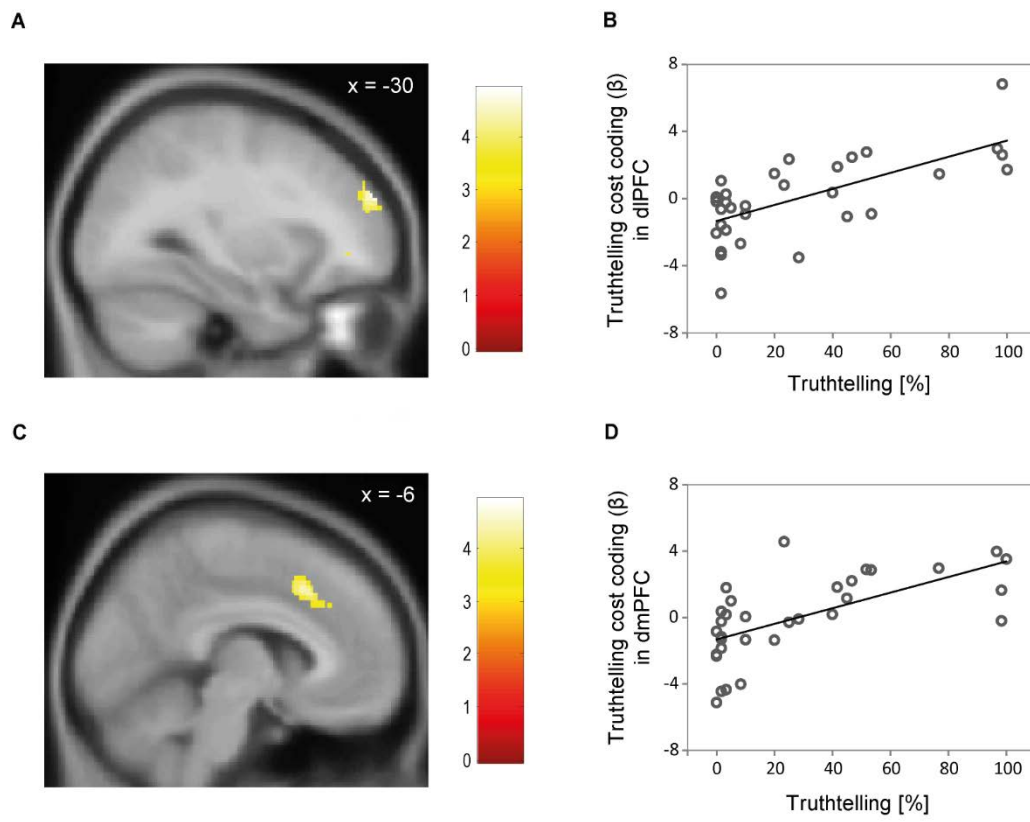 A
x = -30
4
3
2
1
0
B
Truthtelling cost coding (β)
in dlPFC
8
4
0
-4
-8
0 20 40 60 80 100
Truthtelling [%]
C
x = -6
4
3
2
1
0
D
Truthtelling cost coding (β)
in dmPFC
8
4
0
-4
-8
0 20 40 60 80 100
Truthtelling [%]